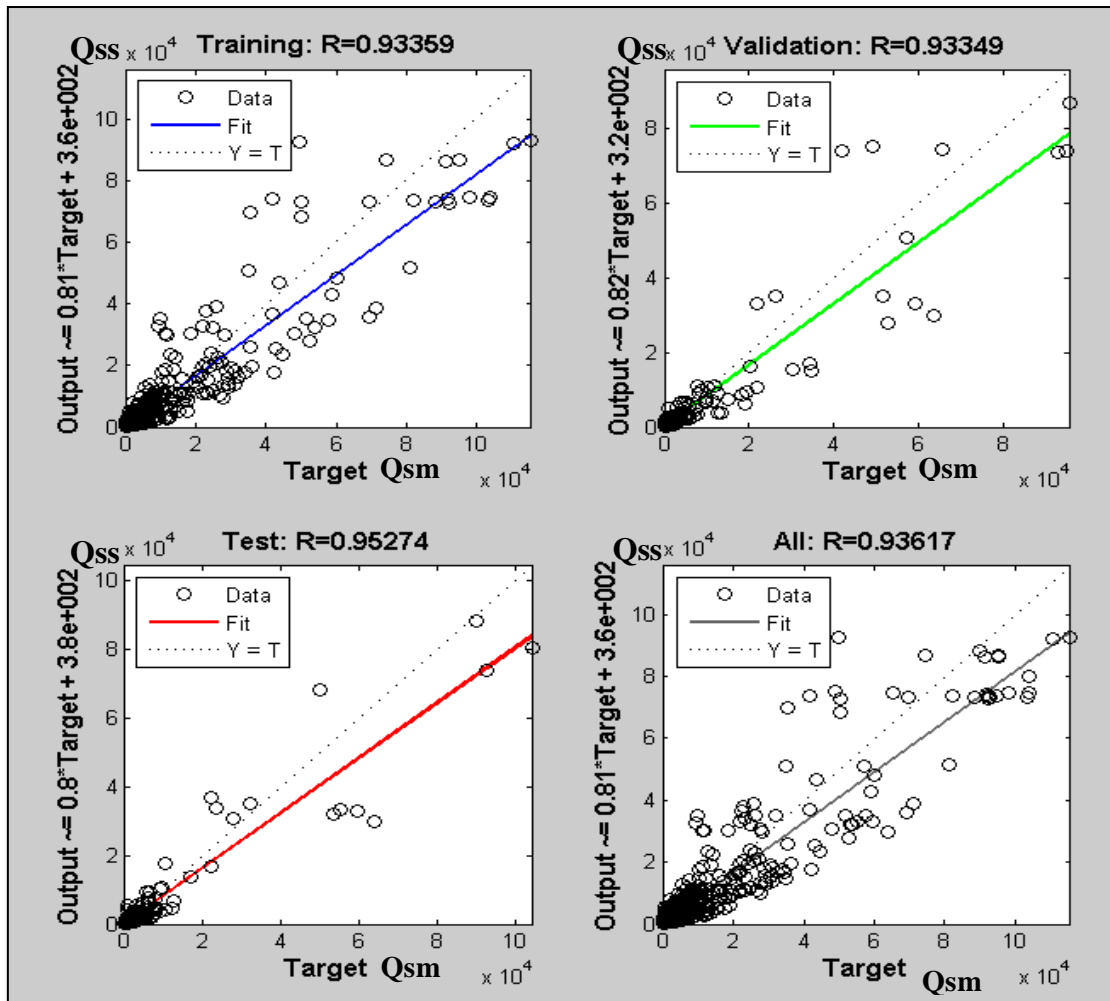 Qss x 10^4 Training: R=0.93359
Data
Fit
Y = T
Output ~= 0.81*Target + 3.6e+002
10
8
6
4
2
0
0 2 4 6 8 10
Target Qsm
x 10^4
Qss x 10^4 Validation: R=0.93349
Data
Fit
Y = T
Output ~= 0.82*Target + 3.2e+002
8
6
4
2
0
0 2 4 6 8
Target Qsm
x 10^4
Qss x 10^4 Test: R=0.95274
Data
Fit
Y = T
Output ~= 0.8*Target + 3.8e+002
10
8
6
4
2
0
0 2 4 6 8 10
Target Qsm
x 10^4
Qss x 10^4 All: R=0.93617
Data
Fit
Y = T
Output ~= 0.81*Target + 3.6e+002
10
8
6
4
2
0
0 2 4 6 8 10
Target
x 10^4
Qsm